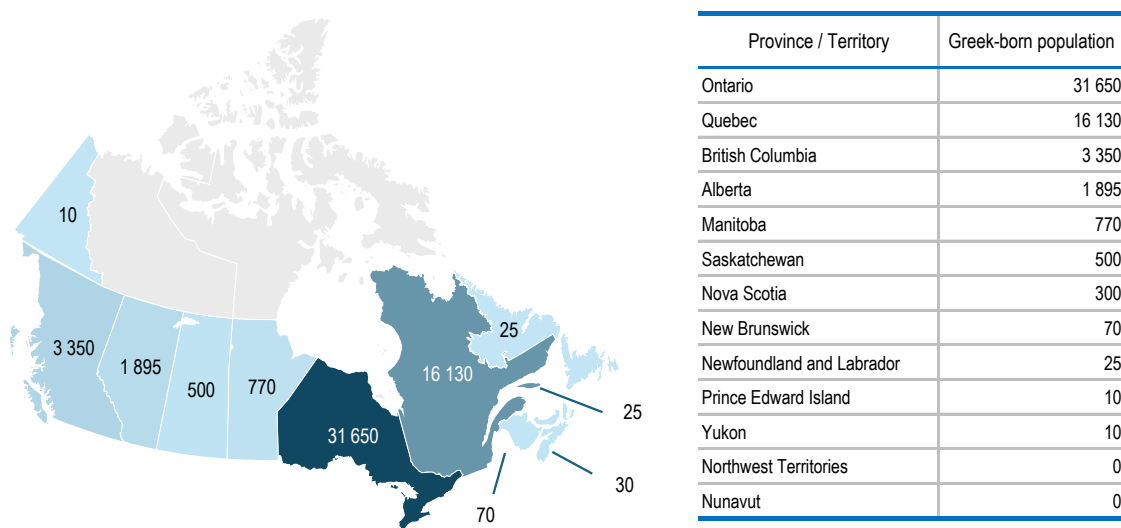 10
3 350
1 895
500
770
31 650
16 130
25
25
30
70
Province / Territory Greek-born population
Ontario 31 650
Quebec 16 130
British Columbia 3 350
Alberta 1 895
Manitoba 770
Saskatchewan 500
Nova Scotia 300
New Brunswick 70
Newfoundland and Labrador 25
Prince Edward Island 10
Yukon 10
Northwest Territories 0
Nunavut 0